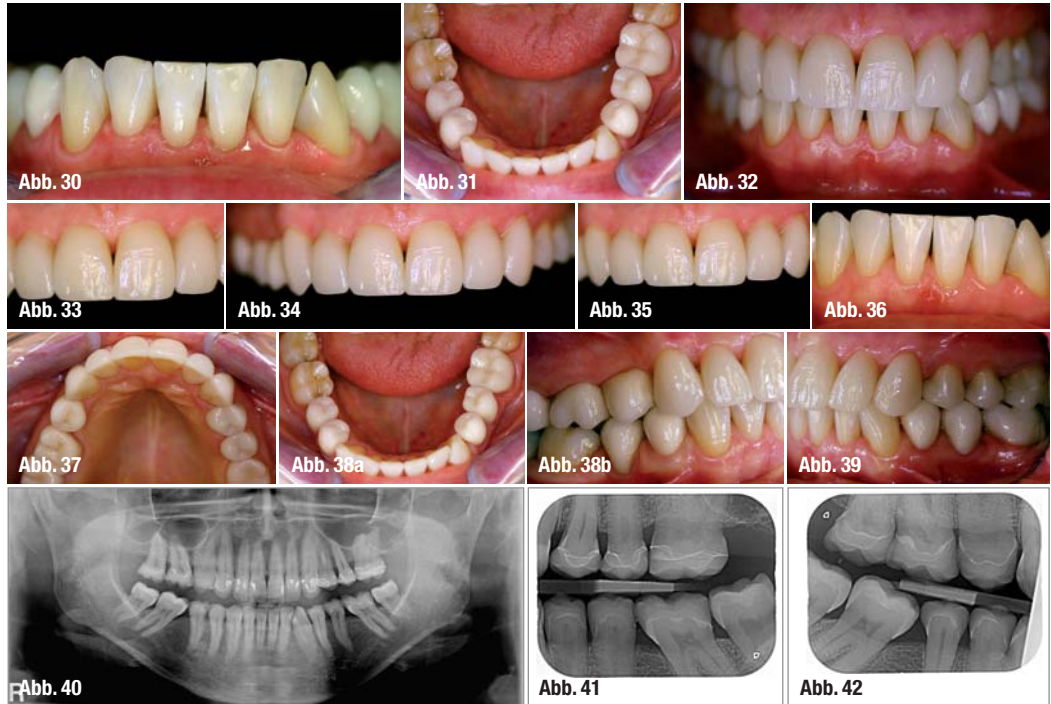 Abb. 30
Abb. 31
Abb. 32
Abb. 33
Abb. 34
Abb. 35
Abb. 36
Abb. 37
Abb. 38a
Abb. 38b
Abb. 39
R
Abb. 40
Abb. 41
Abb. 42